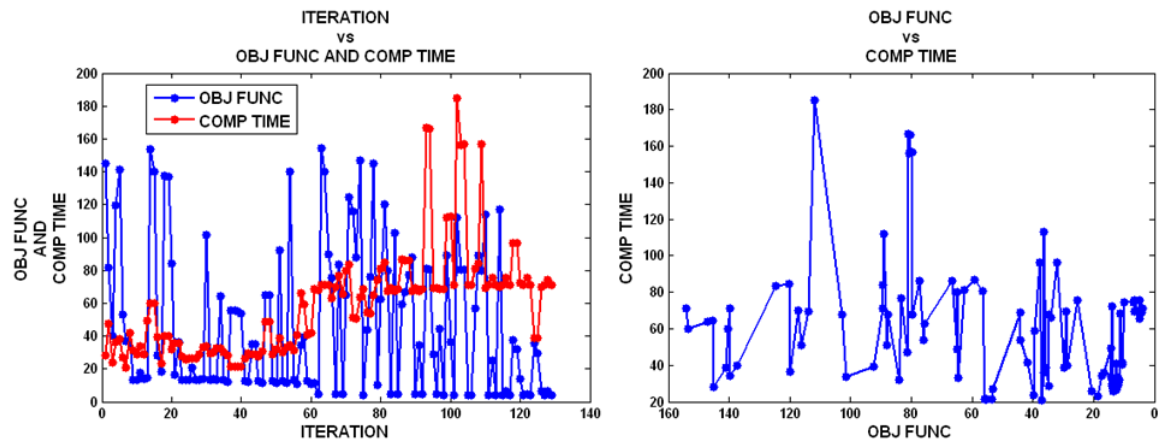 ITERATION
vs
OBJ FUNC AND COMP TIME
OBJ FUNC
COMP TIME
200
180
160
140
120
100
80
60
40
20
0
OBJ FUNC
AND
COMP TIME
0 20 40 60 80 100 120 140
ITERATION
OBJ FUNC
vs
COMP TIME
200
180
160
140
120
100
80
60
40
20
COMP TIME
160 140 120 100 80 60 40 20 0
OBJ FUNC